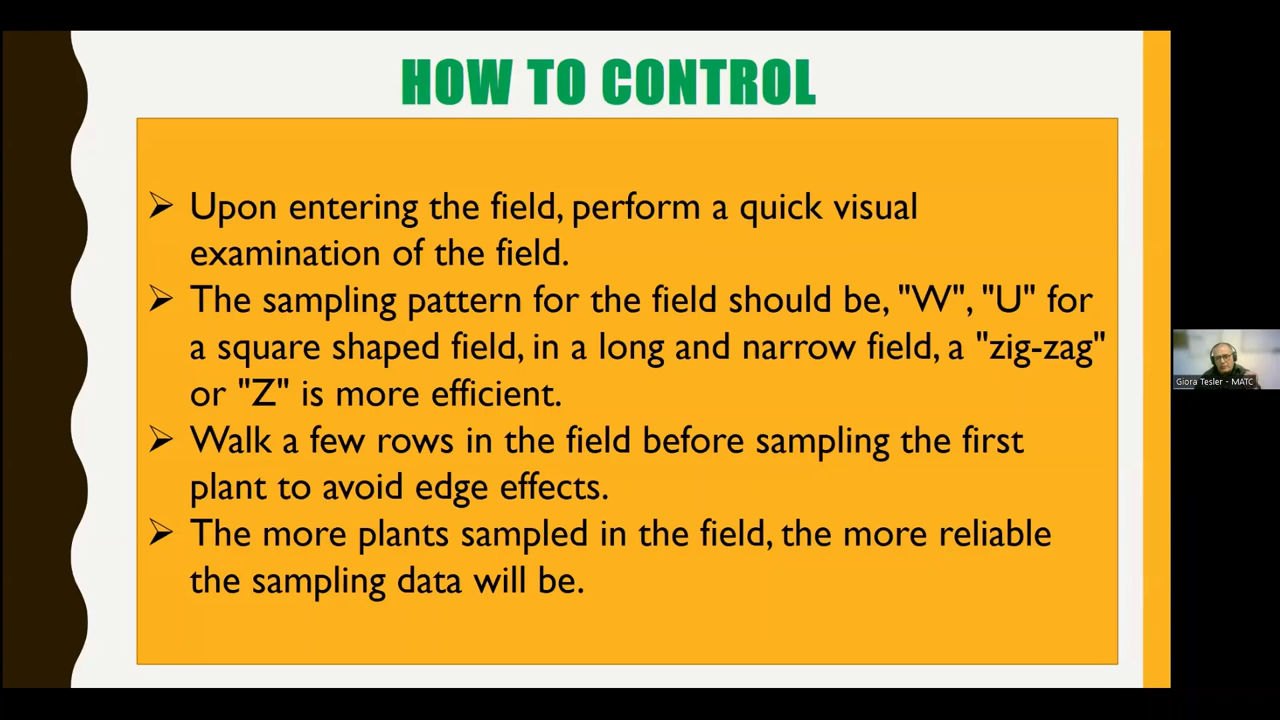 HOW TO CONTROL
➢ Upon entering the field, perform a quick visual
examination of the field.
➢ The sampling pattern for the field should be, "W", "U" for
a square shaped field, in a long and narrow field, a "zig-zag"
or "Z" is more efficient.
➢ Walk a few rows in the field before sampling the first
plant to avoid edge effects.
➢ The more plants sampled in the field, the more reliable
the sampling data will be.
Giora Tesler - MATC